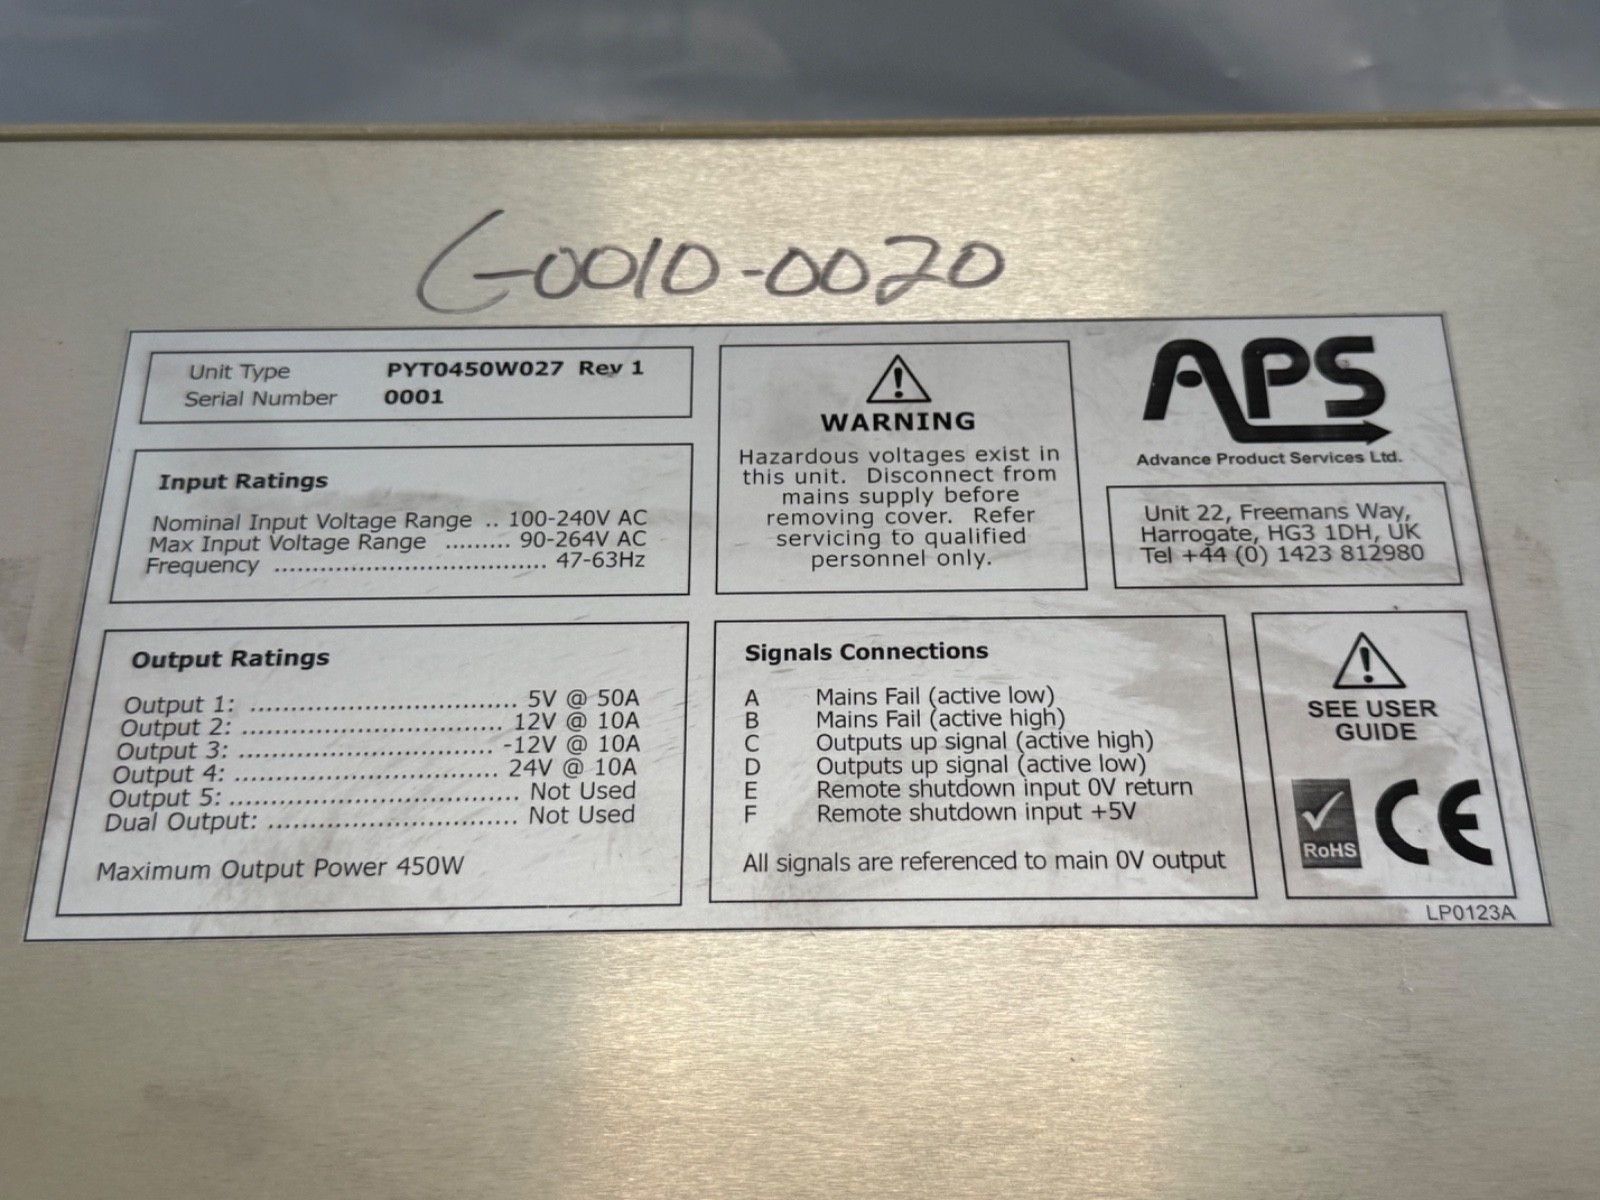 G-0010-0020
Unit Type PYT0450W027 Rev 1
Serial Number 0001
Input Ratings
Nominal Input Voltage Range .. 100-240V AC
Max Input Voltage Range ......... 90-264V AC
Frequency ..................................... 47-63Hz
Output Ratings
Output 1: ...................................... 5V @ 50A
Output 2: ..................................... 12V @ 10A
Output 3: .................................... -12V @ 10A
Output 4: ..................................... 24V @ 10A
Output 5: ........................................ Not Used
Dual Output: .................................. Not Used
Maximum Output Power 450W
WARNING
Hazardous voltages exist in
this unit. Disconnect from
mains supply before
removing cover. Refer
servicing to qualified
personnel only.
APS
Advance Product Services Ltd.
Unit 22, Freemans Way,
Harrogate, HG3 1DH, UK
Tel +44 (0) 1423 812980
Signals Connections
A Mains Fail (active low)
B Mains Fail (active high)
C Outputs up signal (active high)
D Outputs up signal (active low)
E Remote shutdown input 0V return
F Remote shutdown input +5V
All signals are referenced to main 0V output
SEE USER
GUIDE
RoHS
CE
LP0123A